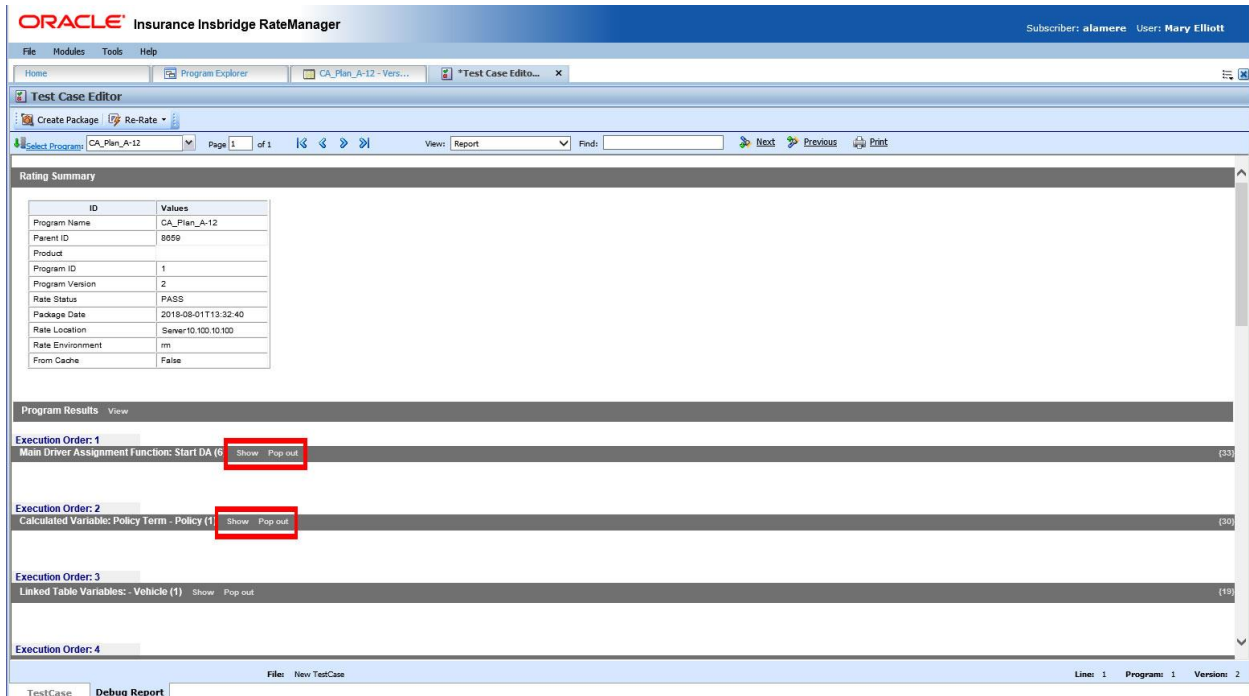 ORACLE® Insurance Insbridge RateManager
Subscriber: alamere User: Mary Elliott
File Modules Tools Help
Home Program Explorer CA_Plan_A-12 - Vers... *Test Case Edito... x
Test Case Editor
Create Package Re-Rate
Select Program: CA_Plan_A-12 Page 1 of 1 View: Report Find: Next Previous Print
Rating Summary
ID Values
Program Name CA_Plan_A-12
Parent ID 8659
Product
Program ID 1
Program Version 2
Rate Status PASS
Package Date 2018-08-01T13:32:40
Rate Location Server10.100.10.100
Rate Environment rm
From Cache False
Program Results View
Execution Order: 1
Main Driver Assignment Function: Start DA (6 Show Pop out {33}
Execution Order: 2
Calculated Variable: Policy Term - Policy (1) Show Pop out {30}
Execution Order: 3
Linked Table Variables: - Vehicle (1) Show Pop out {19}
Execution Order: 4
File: New TestCase Line: 1 Program: 1 Version: 2
TestCase Debug Report